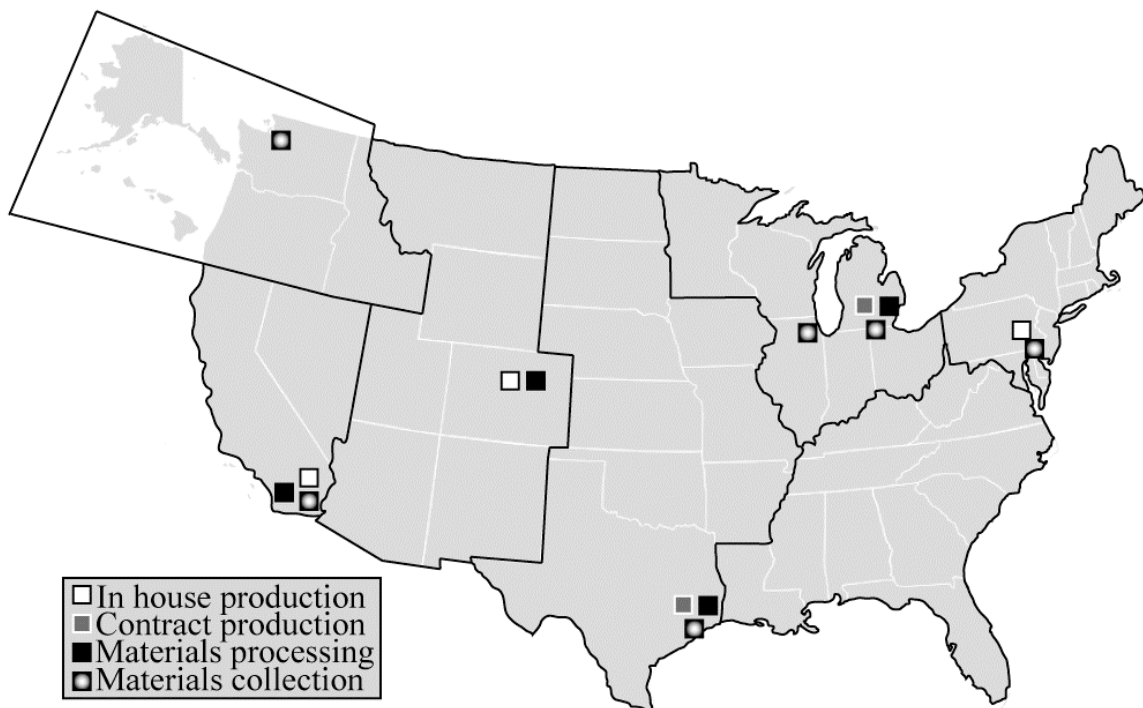 In house production
Contract production
Materials processing
Materials collection